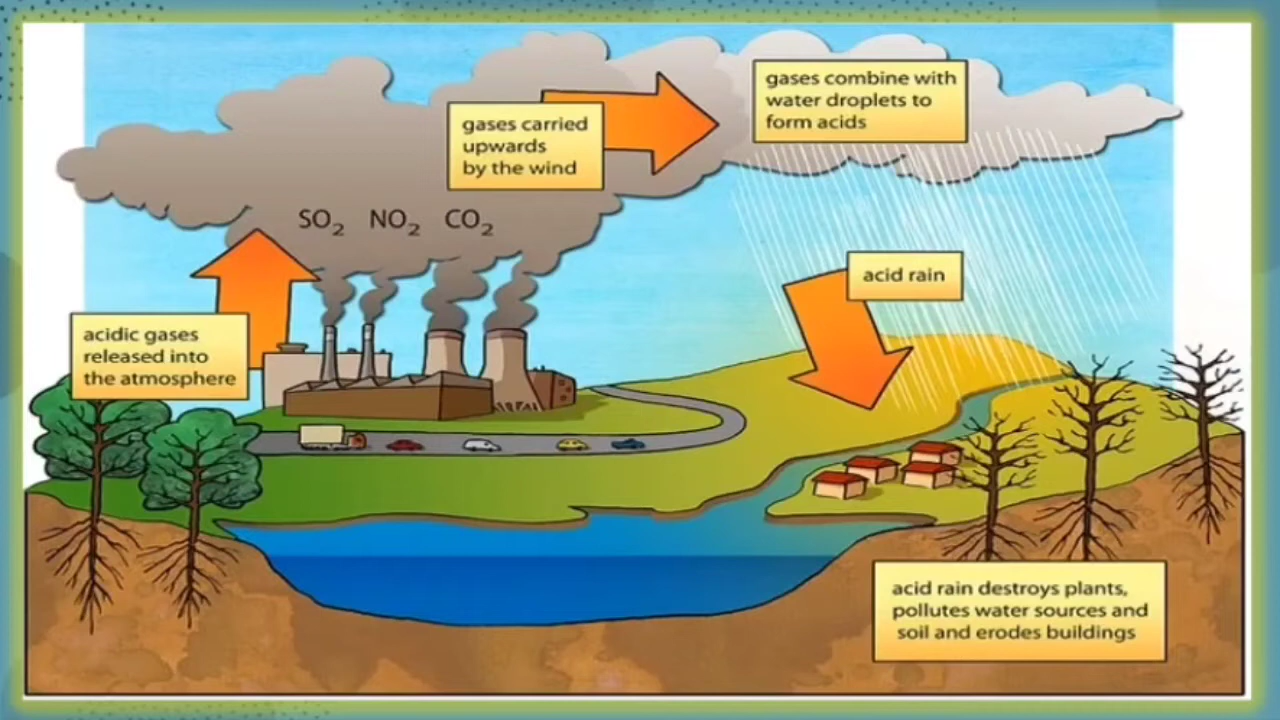 gases combine with
water droplets to
form acids
gases carried
upwards
by the wind
SO₂ NO₂ CO₂
acid rain
acidic gases
released into
the atmosphere
acid rain destroys plants,
pollutes water sources and
soil and erodes buildings